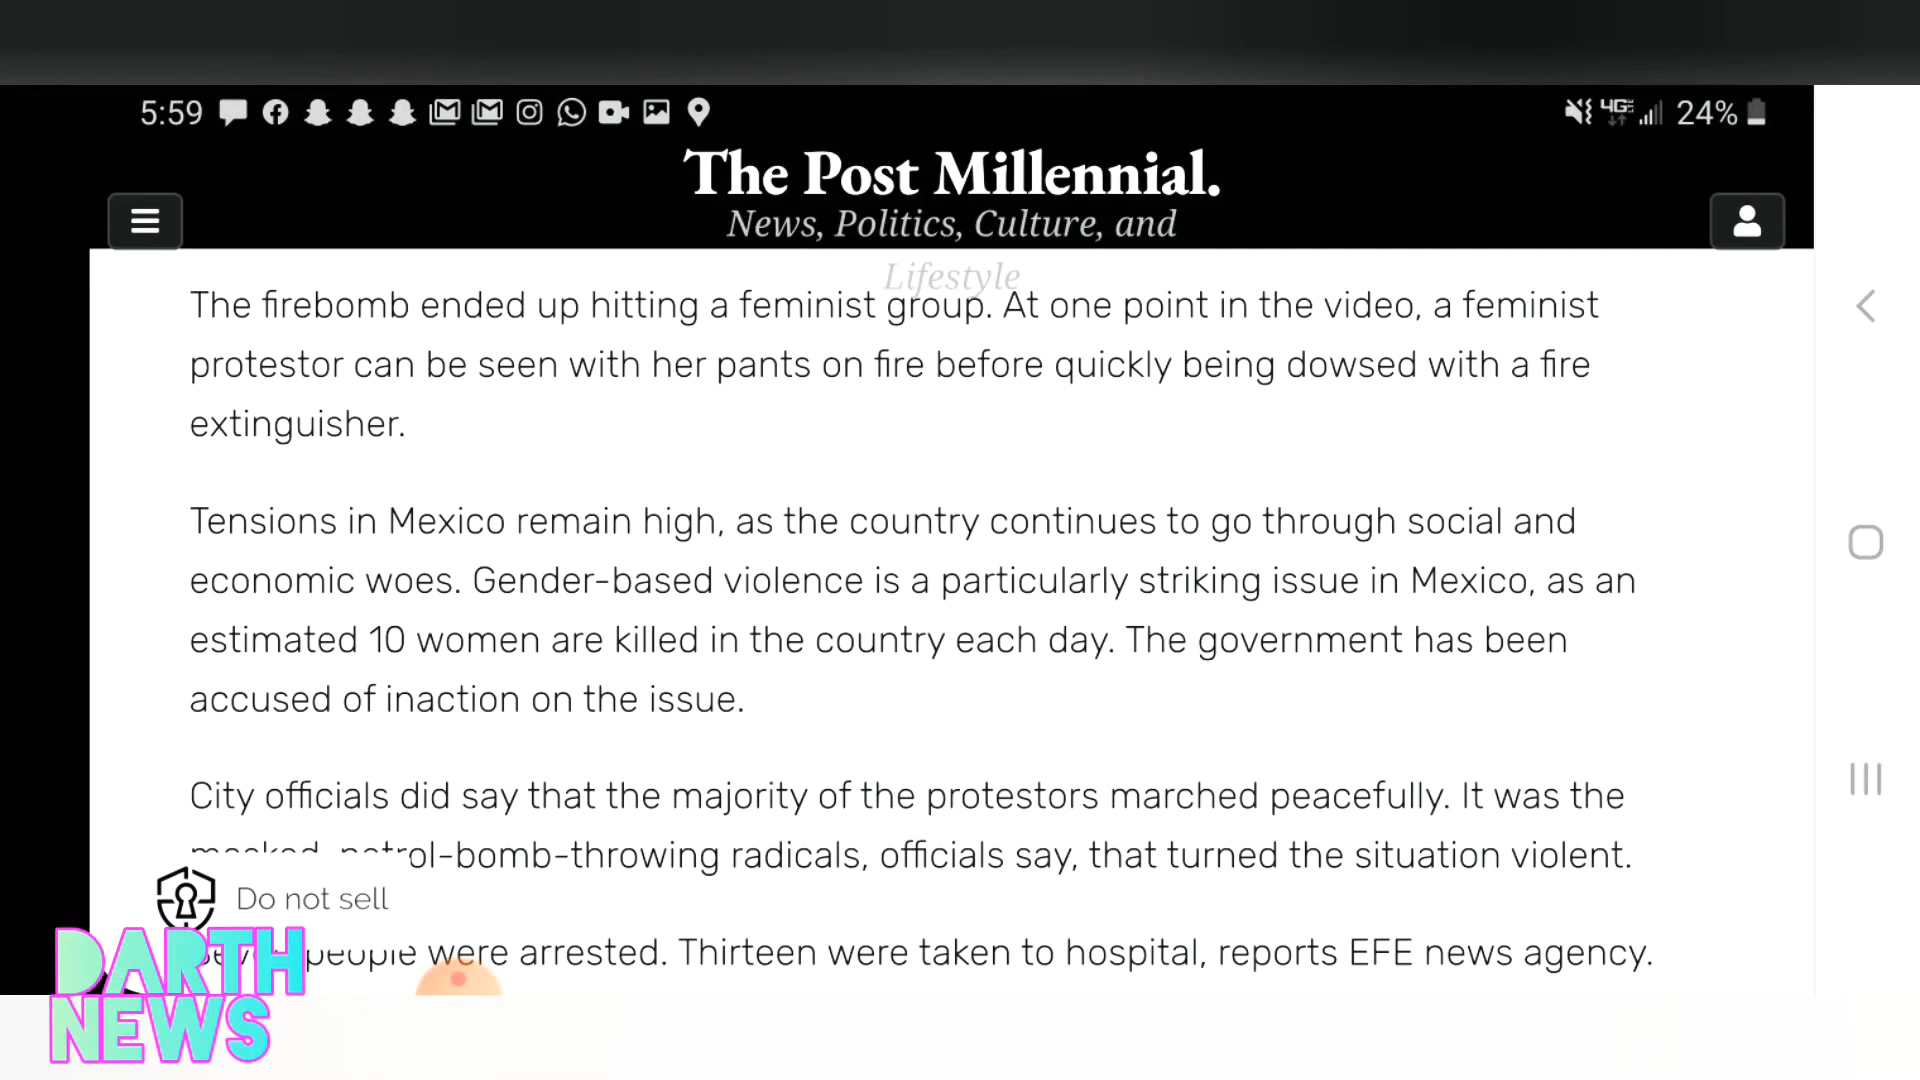 5:59
4GE 24%
The Post Millennial.
News, Politics, Culture, and
Lifestyle
The firebomb ended up hitting a feminist group. At one point in the video, a feminist
protestor can be seen with her pants on fire before quickly being dowsed with a fire
extinguisher.
Tensions in Mexico remain high, as the country continues to go through social and
economic woes. Gender-based violence is a particularly striking issue in Mexico, as an
estimated 10 women are killed in the country each day. The government has been
accused of inaction on the issue.
City officials did say that the majority of the protestors marched peacefully. It was the
masked, petrol-bomb-throwing radicals, officials say, that turned the situation violent.
Do not sell
people were arrested. Thirteen were taken to hospital, reports EFE news agency.
DARTH
NEWS